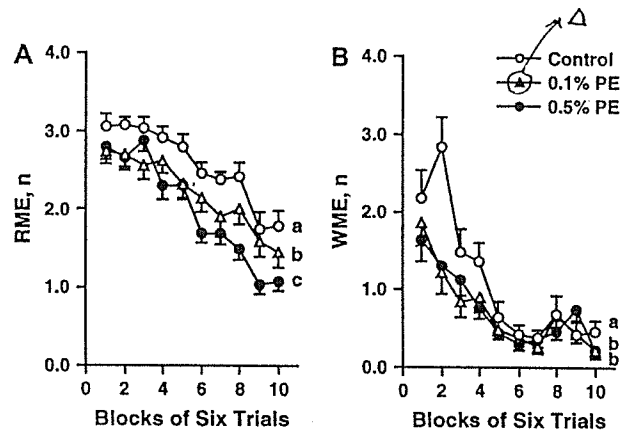 A
4.0
3.0
2.0
1.0
0.0
RME, n
0 2 4 6 8 10
Blocks of Six Trials
a
b
c
B
4.0
3.0
2.0
1.0
0.0
WME, n
0 2 4 6 8 10
Blocks of Six Trials
Control
0.1% PE
0.5% PE
a
b
b